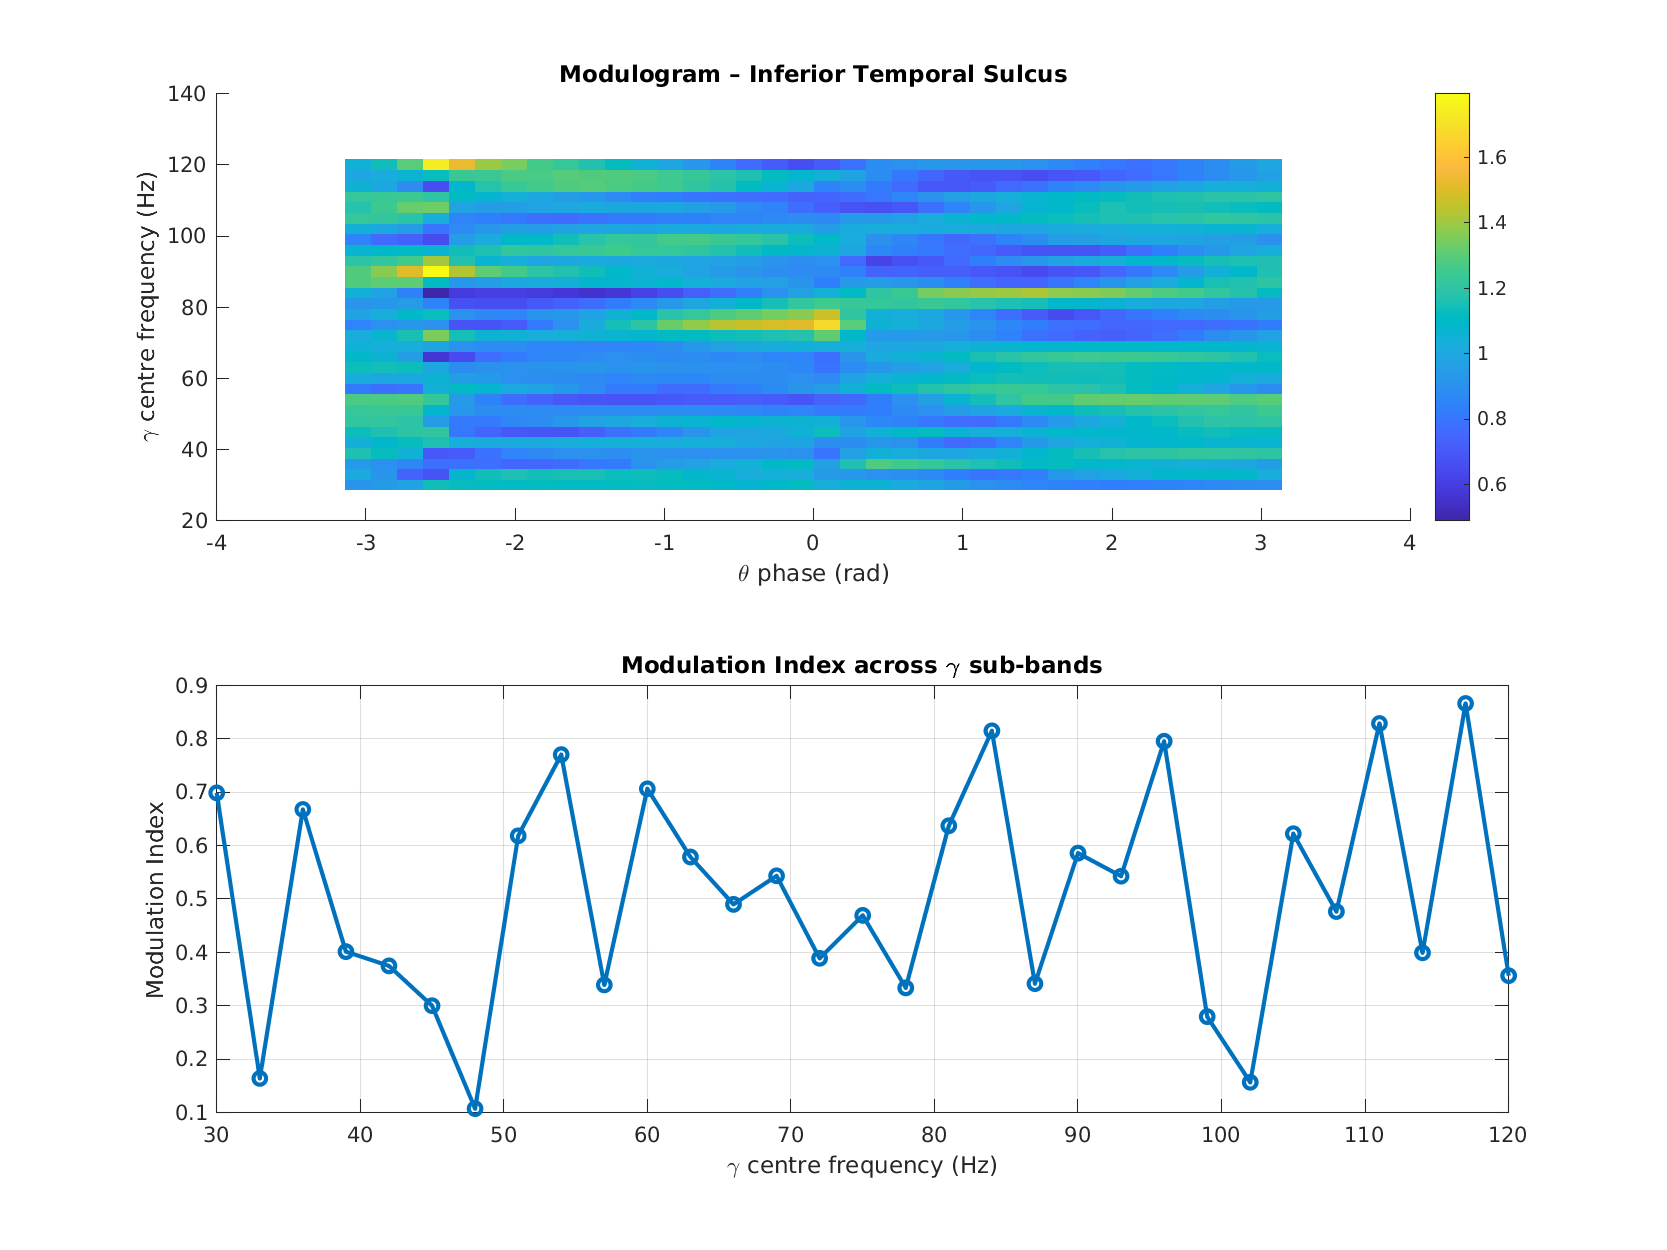 Modulogram – Inferior Temporal Sulcus
140
120
100
80
60
40
20
γ centre frequency (Hz)
-4 -3 -2 -1 0 1 2 3 4
θ phase (rad)
1.6
1.4
1.2
1
0.8
0.6
Modulation Index across γ sub-bands
0.9
0.8
0.7
0.6
0.5
0.4
0.3
0.2
0.1
Modulation Index
30 40 50 60 70 80 90 100 110 120
γ centre frequency (Hz)